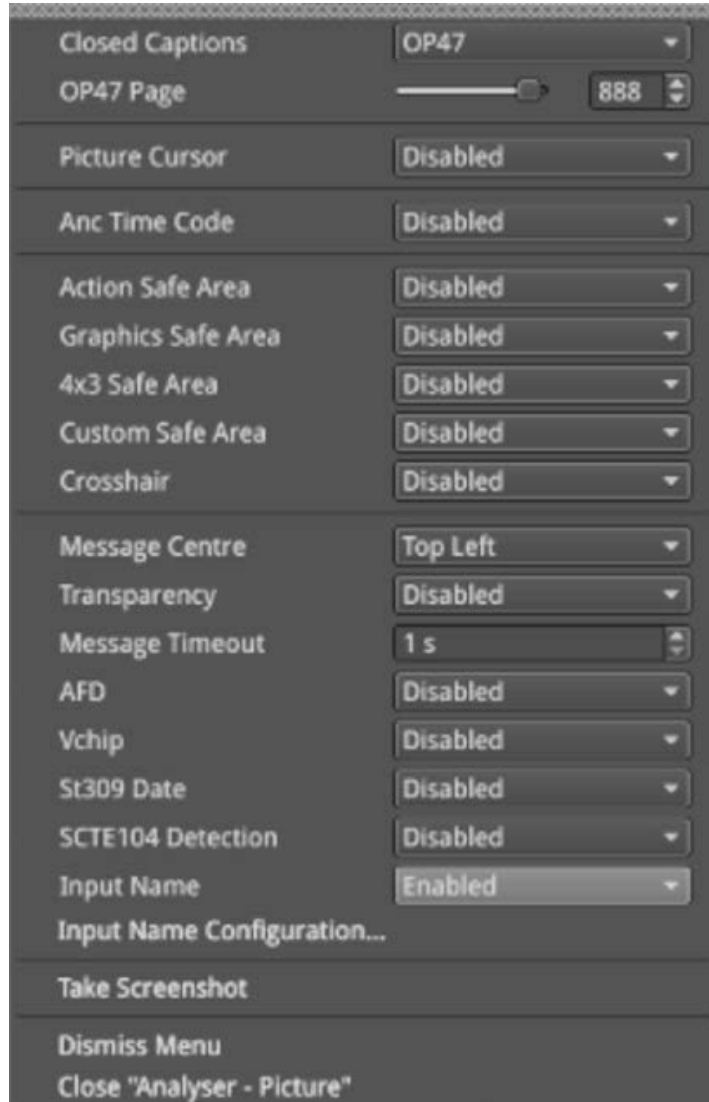 Closed Captions OP47
OP47 Page 888
Picture Cursor Disabled
Anc Time Code Disabled
Action Safe Area Disabled
Graphics Safe Area Disabled
4x3 Safe Area Disabled
Custom Safe Area Disabled
Crosshair Disabled
Message Centre Top Left
Transparency Disabled
Message Timeout 1 s
AFD Disabled
Vchip Disabled
St309 Date Disabled
SCTE104 Detection Disabled
Input Name Enabled
Input Name Configuration...
Take Screenshot
Dismiss Menu
Close "Analyser - Picture"